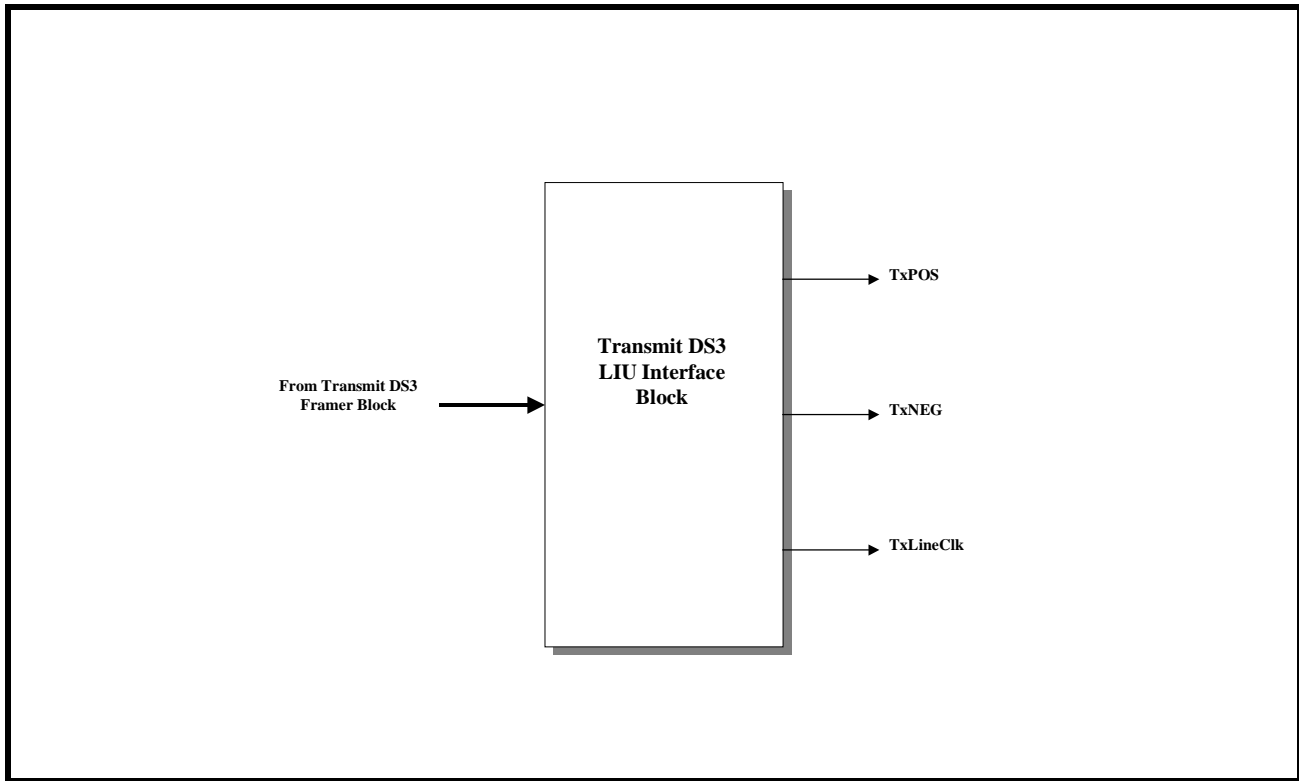 From Transmit DS3
Framer Block
Transmit DS3
LIU Interface
Block
TxPOS
TxNEG
TxLineClk